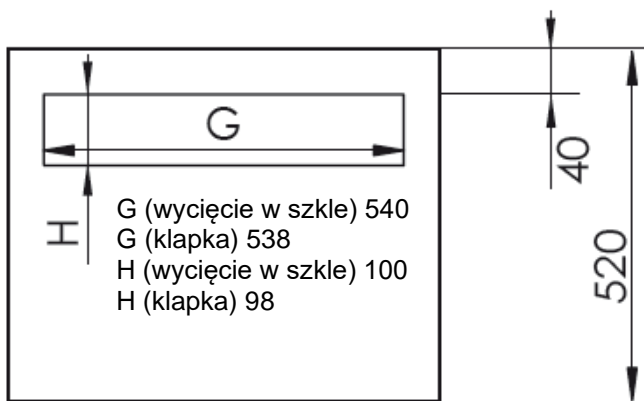 G
40
H
G (wycięcie w szkle) 540
G (klapka) 538
H (wycięcie w szkle) 100
H (klapka) 98
520